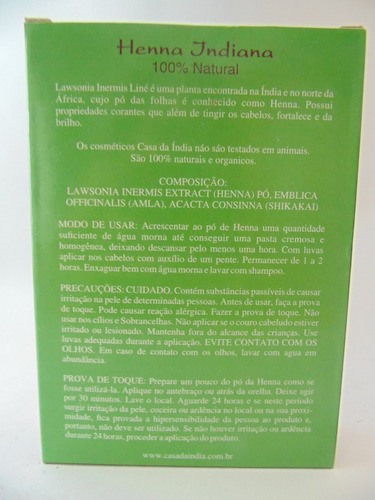 Henna Indiana
100% Natural
Lawsonia Inermis Liné é uma planta encontrada na Índia e no norte da
África, cujo pó das folhas é conhecido como Henna. Possui
propriedades corantes que além de tingir os cabelos, fortalece e da
brilho.
Os cosméticos Casa da Índia não são testados em animais.
São 100% naturais e organicos.
COMPOSIÇÃO:
LAWSONIA INERMIS EXTRACT (HENNA) PÓ, EMBLICA
OFFICINALIS (AMLA), ACACTA CONSINNA (SHIKAKAI)
MODO DE USAR: Acrescentar ao pó de Henna uma quantidade
suficiente de água morna até conseguir uma pasta cremosa e
homogênea, deixando descansar pelo menos uma hora. Com luvas
aplicar nos cabelos com auxílio de um pente. Permanecer de 1 a 2
horas. Enxaguar bem com água morna e lavar com shampoo.
PRECAUÇÕES: CUIDADO. Contém substâncias passíveis de causar
irritação na pele de determinadas pessoas. Antes de usar, faça a prova
de toque. Pode causar reação alérgica. Fazer a prova de toque. Não
usar nos cílios e Sobrancelhas. Não aplicar se o couro cabeludo estiver
irritado ou lesionado. Mantenha fora do alcance das crianças. Use
luvas adequadas durante a aplicação. EVITE CONTATO COM OS
OLHOS. Em caso de contato com os olhos, lavar com agua em
abundância.
PROVA DE TOQUE: Prepare um pouco do pó da Henna como se
fosse utilizá-la. Aplique no antebraço ou atrás da orelha. Deixe agir
por 30 minutos. Lave o local. Aguarde 24 horas e se neste período
surgir irritação da pele, coceira ou ardência no local ou na sua proxi-
midade, fica provada a hipersensibilidade da pessoa ao produto e,
portanto, não deve ser utilizado. Se não houver irritação ou ardência
durante 24 horas, proceder a aplicação do produto.
www.casadaindia.com.br